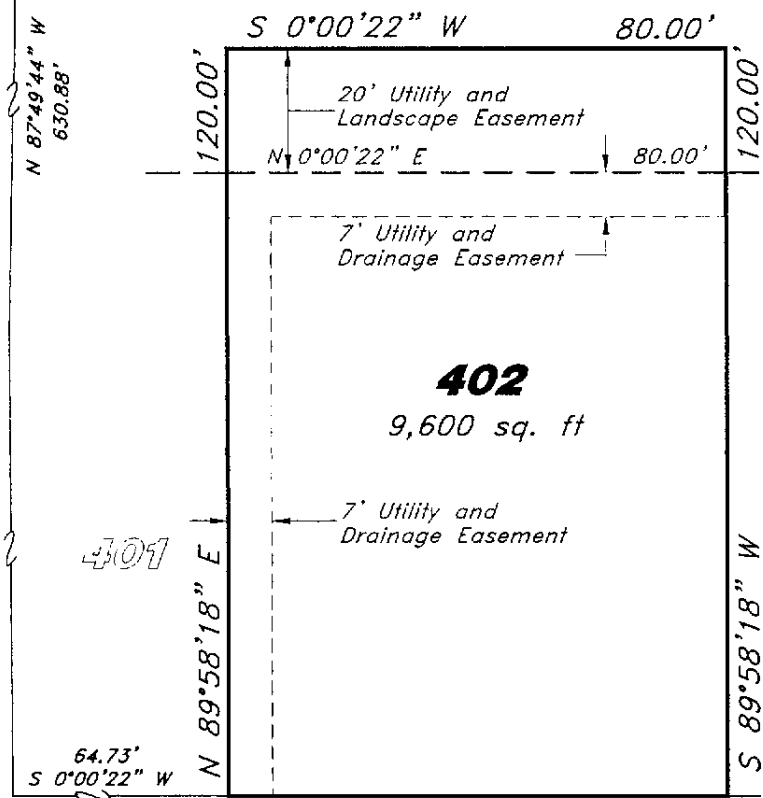 S 0°00'22" W 80.00'
N 87°49'44" W
630.88'
120.00'
120.00'
20' Utility and
Landscape Easement
N 0°00'22" E 80.00'
7' Utility and
Drainage Easement
402
9,600 sq. ft
7' Utility and
Drainage Easement
401
N 89°58'18" E
S 89°58'18" W
64.73'
S 0°00'22" W